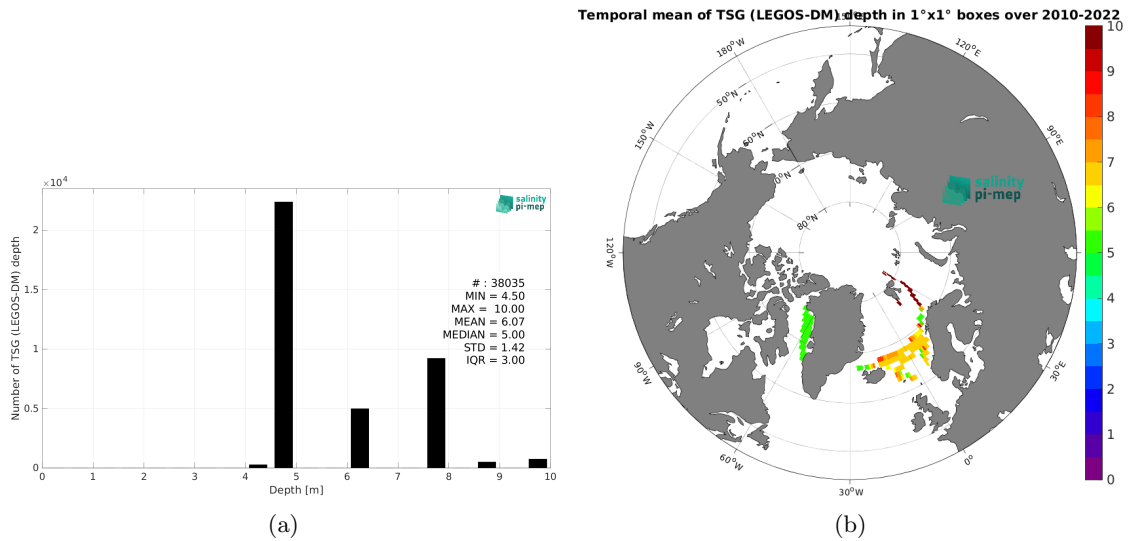 ×10⁴
2
1.5
1
0.5
0
Number of TSG (LEGOS-DM) depth
salinity
pi-mep
# : 38035
MIN = 4.50
MAX = 10.00
MEAN = 6.07
MEDIAN = 5.00
STD = 1.42
IQR = 3.00
0 1 2 3 4 5 6 7 8 9 10
Depth [m]
(a)
Temporal mean of TSG (LEGOS-DM) depth in 1°x1° boxes over 2010-2022
180°W
120°E
150°W
90°E
120°W
90°W
60°W
30°W
0°
30°E
50°N
60°N
80°N
salinity
pi-mep
10
9
8
7
6
5
4
3
2
1
0
(b)